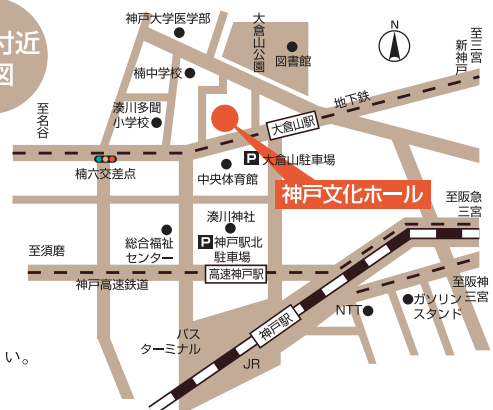 付近
図
神戸大学医学部
大倉山公園
図書館
N
至三宮
新神戸
楠中学校
湊川多聞
小学校
至名谷
地下鉄
大倉山駅
P 大倉山駐車場
楠六交差点
中央体育館
神戸文化ホール
至阪急
三宮
湊川神社
総合福祉
センター
P 神戸駅北
駐車場
至須磨
高速神戸駅
神戸高速鉄道
至阪神
三宮
ガソリン
スタンド
NTT
神戸駅
バス
ターミナル
JR
い。